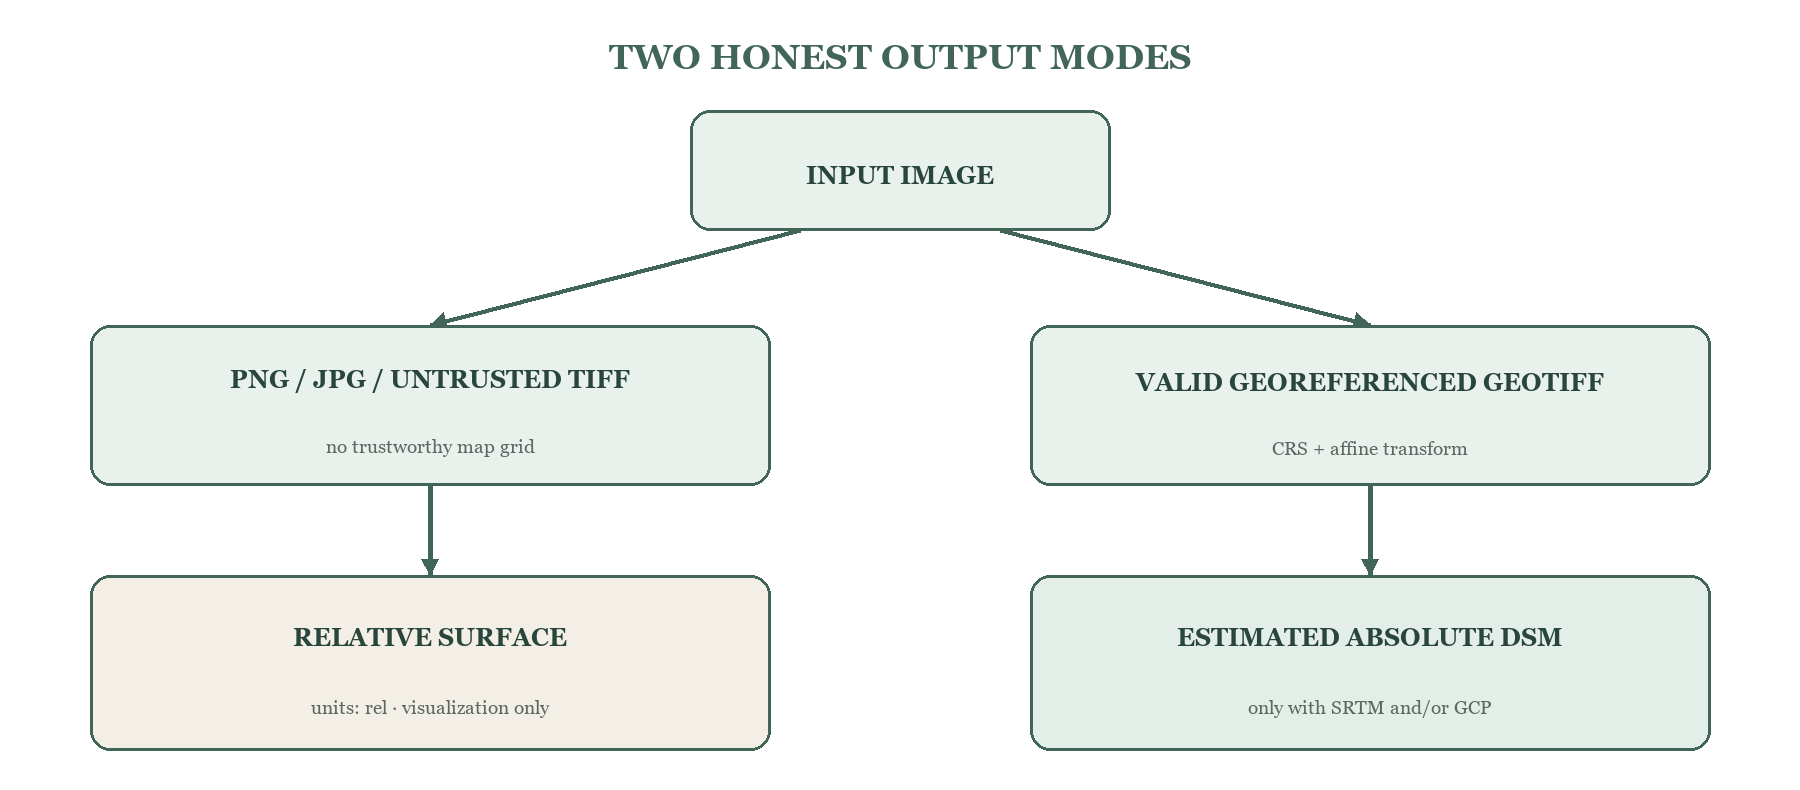 TWO HONEST OUTPUT MODES
INPUT IMAGE
PNG / JPG / UNTRUSTED TIFF
no trustworthy map grid
VALID GEOREFERENCED GEOTIFF
CRS + affine transform
RELATIVE SURFACE
units: rel · visualization only
ESTIMATED ABSOLUTE DSM
only with SRTM and/or GCP